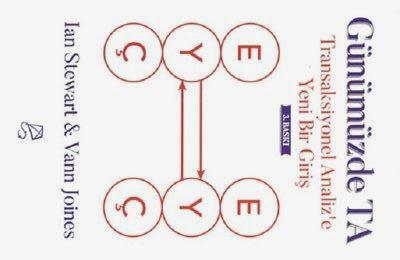 Günümüzde TA
Transaksiyonel Analiz'e
Yeni Bir Giriş
3. BASKI
E E
Y Y
Ç Ç
Ian Stewart & Vann Joines